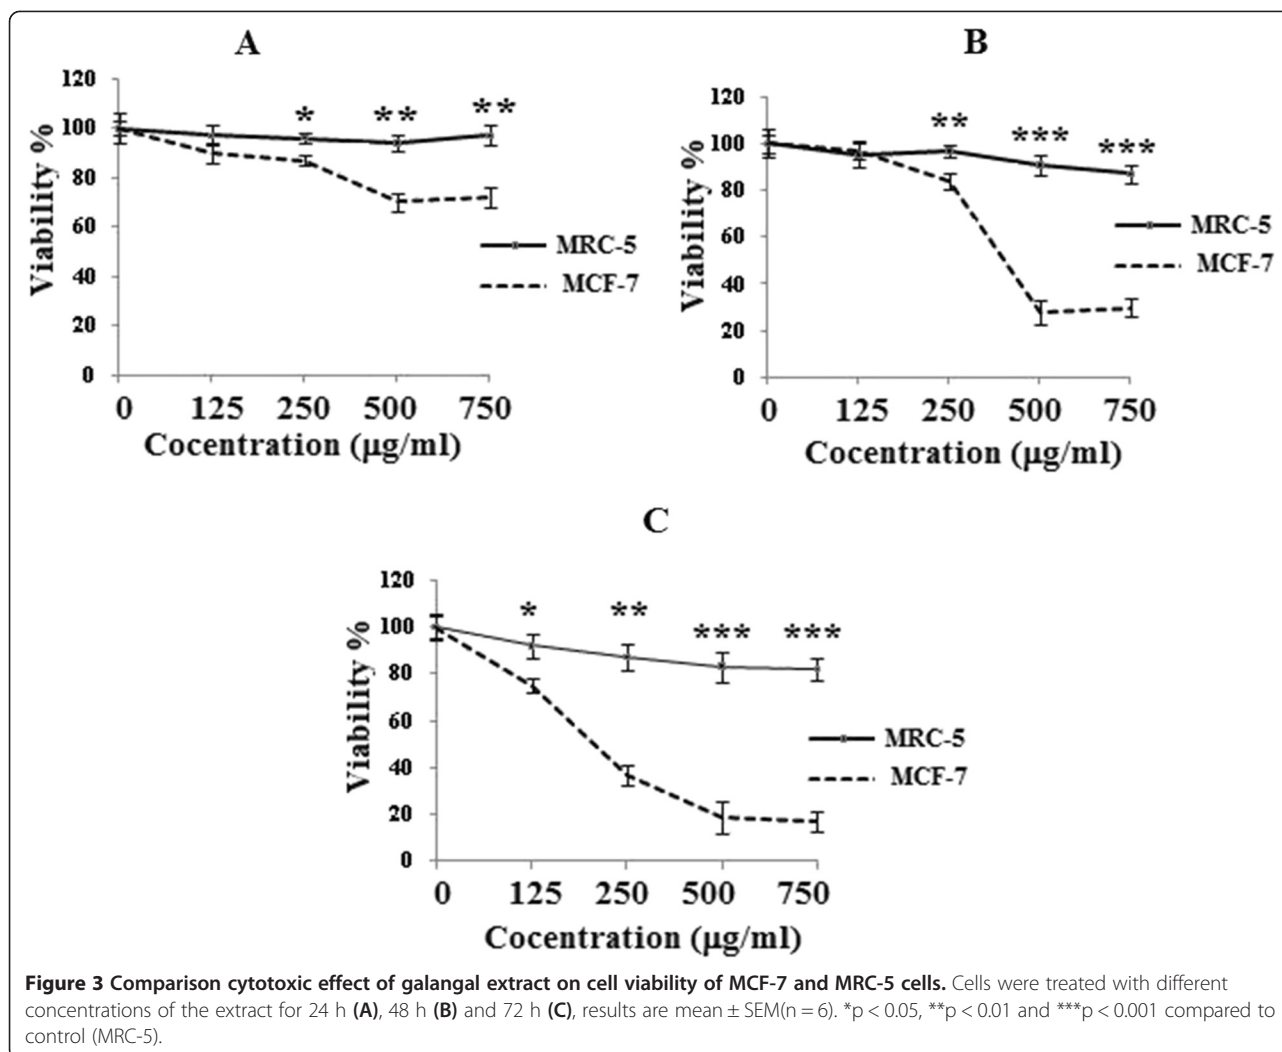 A
Viability %
120
100
80
60
40
20
0
* ** **
MRC-5
MCF-7
0 125 250 500 750
Cocentration (µg/ml)
B
Viability %
120
100
80
60
40
20
0
** *** ***
MRC-5
MCF-7
0 125 250 500 750
Cocentration (µg/ml)
C
Viability %
120
100
80
60
40
20
0
* ** *** ***
MRC-5
MCF-7
0 125 250 500 750
Cocentration (µg/ml)
Figure 3 Comparison cytotoxic effect of galangal extract on cell viability of MCF-7 and MRC-5 cells. Cells were treated with different
concentrations of the extract for 24 h (A), 48 h (B) and 72 h (C), results are mean ± SEM(n = 6). *p < 0.05, **p < 0.01 and ***p < 0.001 compared to
control (MRC-5).